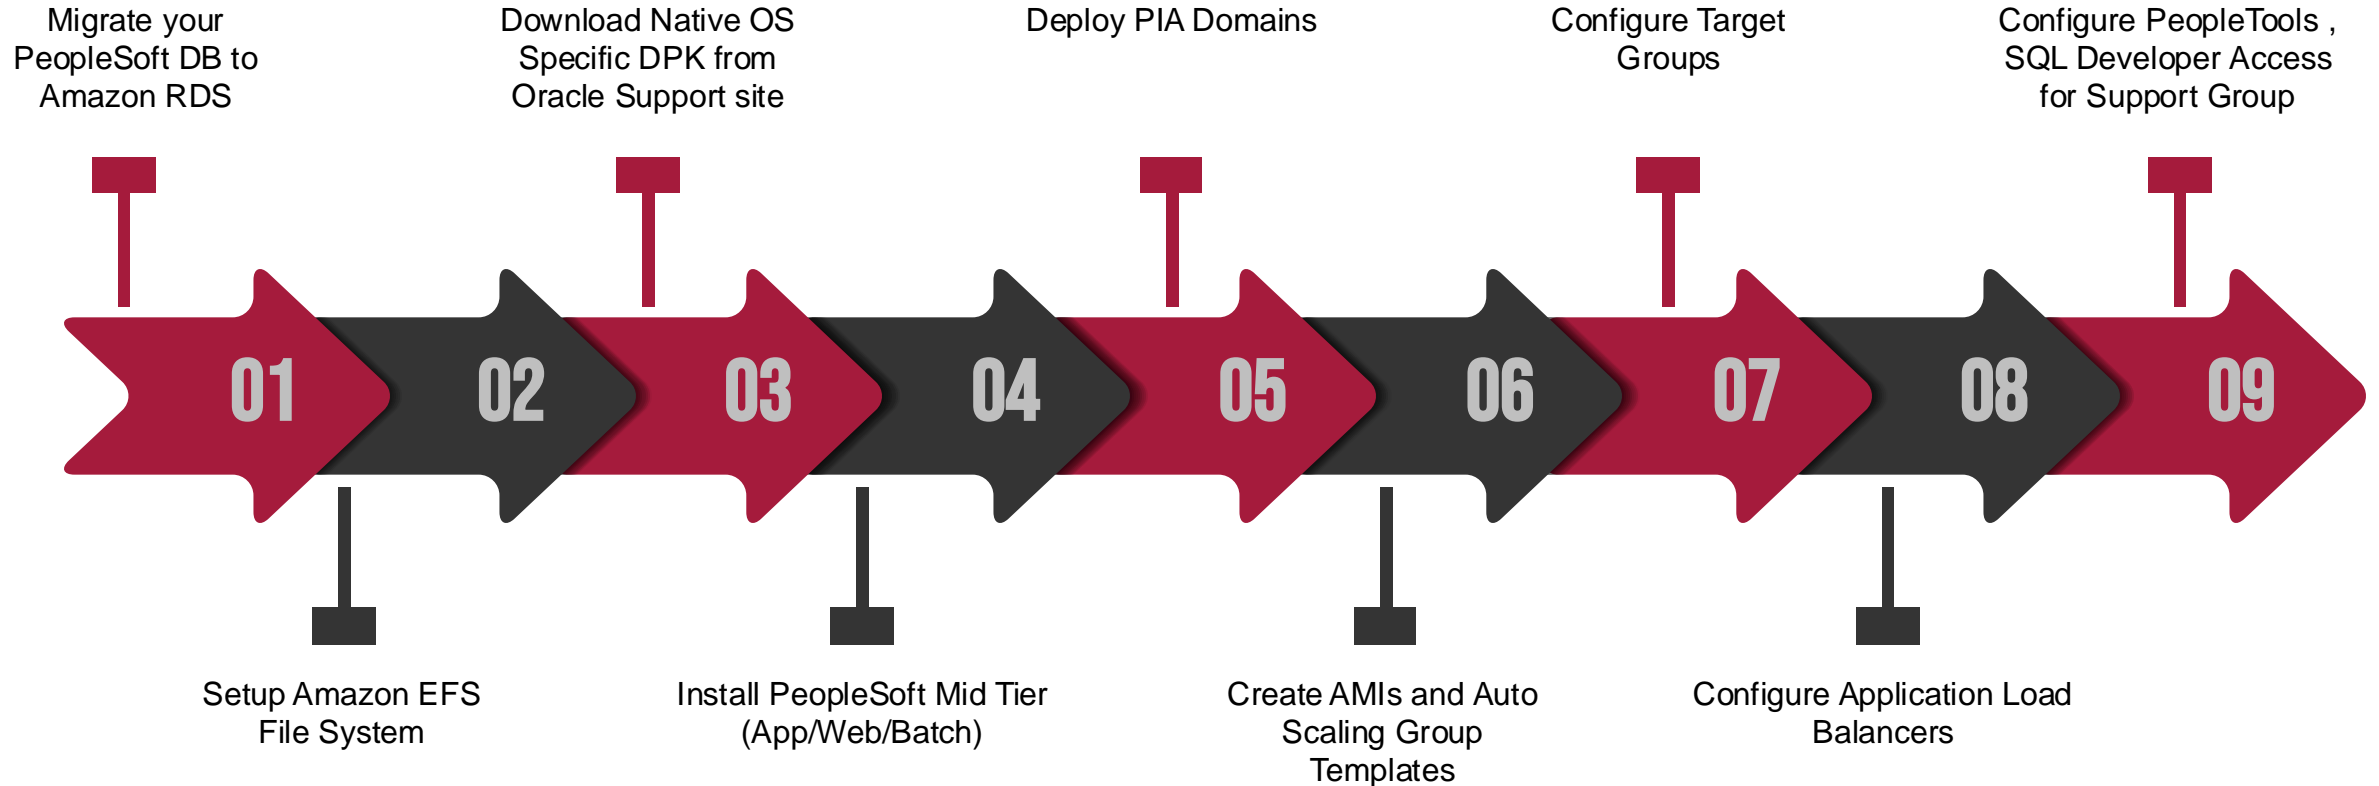 Migrate your
PeopleSoft DB to
Amazon RDS
Download Native OS
Specific DPK from
Oracle Support site
Deploy PIA Domains
Configure Target
Groups
Configure PeopleTools ,
SQL Developer Access
for Support Group
01
02
03
04
05
06
07
08
09
Setup Amazon EFS
File System
Install PeopleSoft Mid Tier
(App/Web/Batch)
Create AMIs and Auto
Scaling Group
Templates
Configure Application Load
Balancers